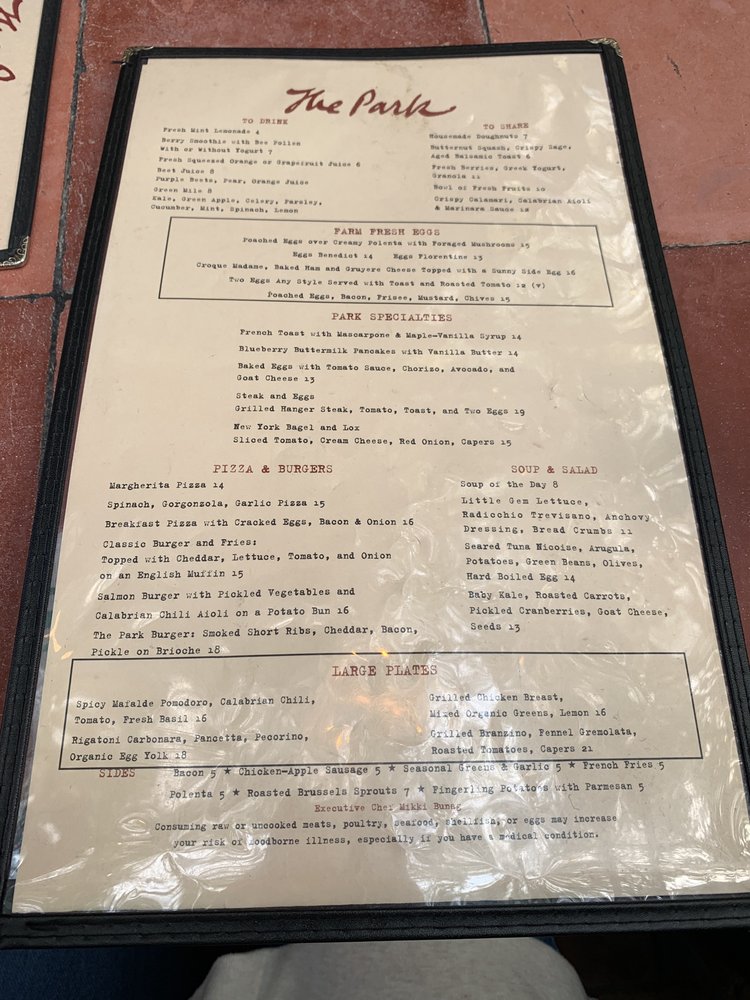 The Park
TO DRINK
Fresh Mint Lemonade 4
Berry Smoothie with Bee Pollen
With or Without Yogurt 7
Fresh Squeezed Orange or Grapefruit Juice 6
Beet Juice 8
Purple Beets, Pear, Orange Juice
Green Mile 8
Kale, Green Apple, Celery, Parsley,
Cucumber, Mint, Spinach, Lemon
TO SHARE
Housemade Doughnuts 7
Butternut Squash, Crispy Sage,
Aged Balsamic Toast 6
Fresh Berries, Greek Yogurt,
Granola 11
Bowl of Fresh Fruits 10
Crispy Calamari, Calabrian Aioli
& Marinara Sauce 12
FARM FRESH EGGS
Poached Eggs over Creamy Polenta with Foraged Mushrooms 15
Eggs Benedict 14 Eggs Florentine 13
Croque Madame, Baked Ham and Gruyere Cheese Topped with a Sunny Side Egg 16
Two Eggs Any Style Served with Toast and Roasted Tomato 12 (v)
Poached Eggs, Bacon, Frisee, Mustard, Chives 15
PARK SPECIALTIES
French Toast with Mascarpone & Maple-Vanilla Syrup 14
Blueberry Buttermilk Pancakes with Vanilla Butter 14
Baked Eggs with Tomato Sauce, Chorizo, Avocado, and
Goat Cheese 13
Steak and Eggs
Grilled Hanger Steak, Tomato, Toast, and Two Eggs 19
New York Bagel and Lox
Sliced Tomato, Cream Cheese, Red Onion, Capers 15
PIZZA & BURGERS
Margherita Pizza 14
Spinach, Gorgonzola, Garlic Pizza 15
Breakfast Pizza with Cracked Eggs, Bacon & Onion 16
Classic Burger and Fries:
Topped with Cheddar, Lettuce, Tomato, and Onion
on an English Muffin 15
Salmon Burger with Pickled Vegetables and
Calabrian Chili Aioli on a Potato Bun 16
The Park Burger: Smoked Short Ribs, Cheddar, Bacon,
Pickle on Brioche 18
SOUP & SALAD
Soup of the Day 8
Little Gem Lettuce,
Radicchio Trevisano, Anchovy
Dressing, Bread Crumbs 11
Seared Tuna Nicoise, Arugula,
Potatoes, Green Beans, Olives,
Hard Boiled Egg 14
Baby Kale, Roasted Carrots,
Pickled Cranberries, Goat Cheese,
Seeds 13
LARGE PLATES
Spicy Mafalde Pomodoro, Calabrian Chili,
Tomato, Fresh Basil 16
Rigatoni Carbonara, Pancetta, Pecorino,
Organic Egg Yolk 18
Grilled Chicken Breast,
Mixed Organic Greens, Lemon 16
Grilled Branzino, Fennel Gremolata,
Roasted Tomatoes, Capers 21
SIDES Bacon 5 ★ Chicken-Apple Sausage 5 ★ Seasonal Greens & Garlic 5 ★ French Fries 5
Polenta 5 ★ Roasted Brussels Sprouts 7 ★ Fingerling Potatoes with Parmesan 5
Executive Chef Mikki Bunag
Consuming raw or uncooked meats, poultry, seafood, shellfish, or eggs may increase
your risk of foodborne illness, especially if you have a medical condition.